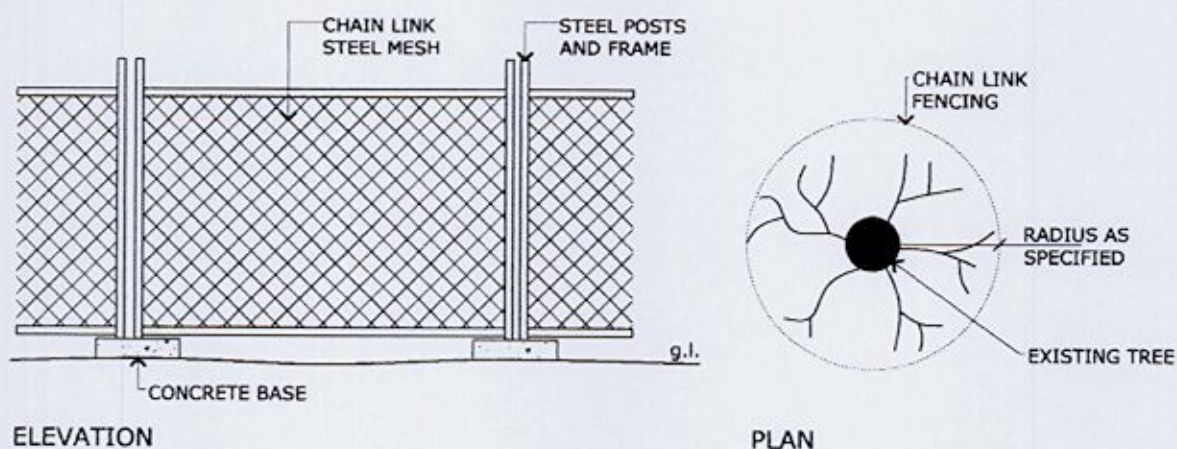 CHAIN LINK
STEEL MESH
STEEL POSTS
AND FRAME
g.l.
CONCRETE BASE
ELEVATION
CHAIN LINK
FENCING
RADIUS AS
SPECIFIED
EXISTING TREE
PLAN